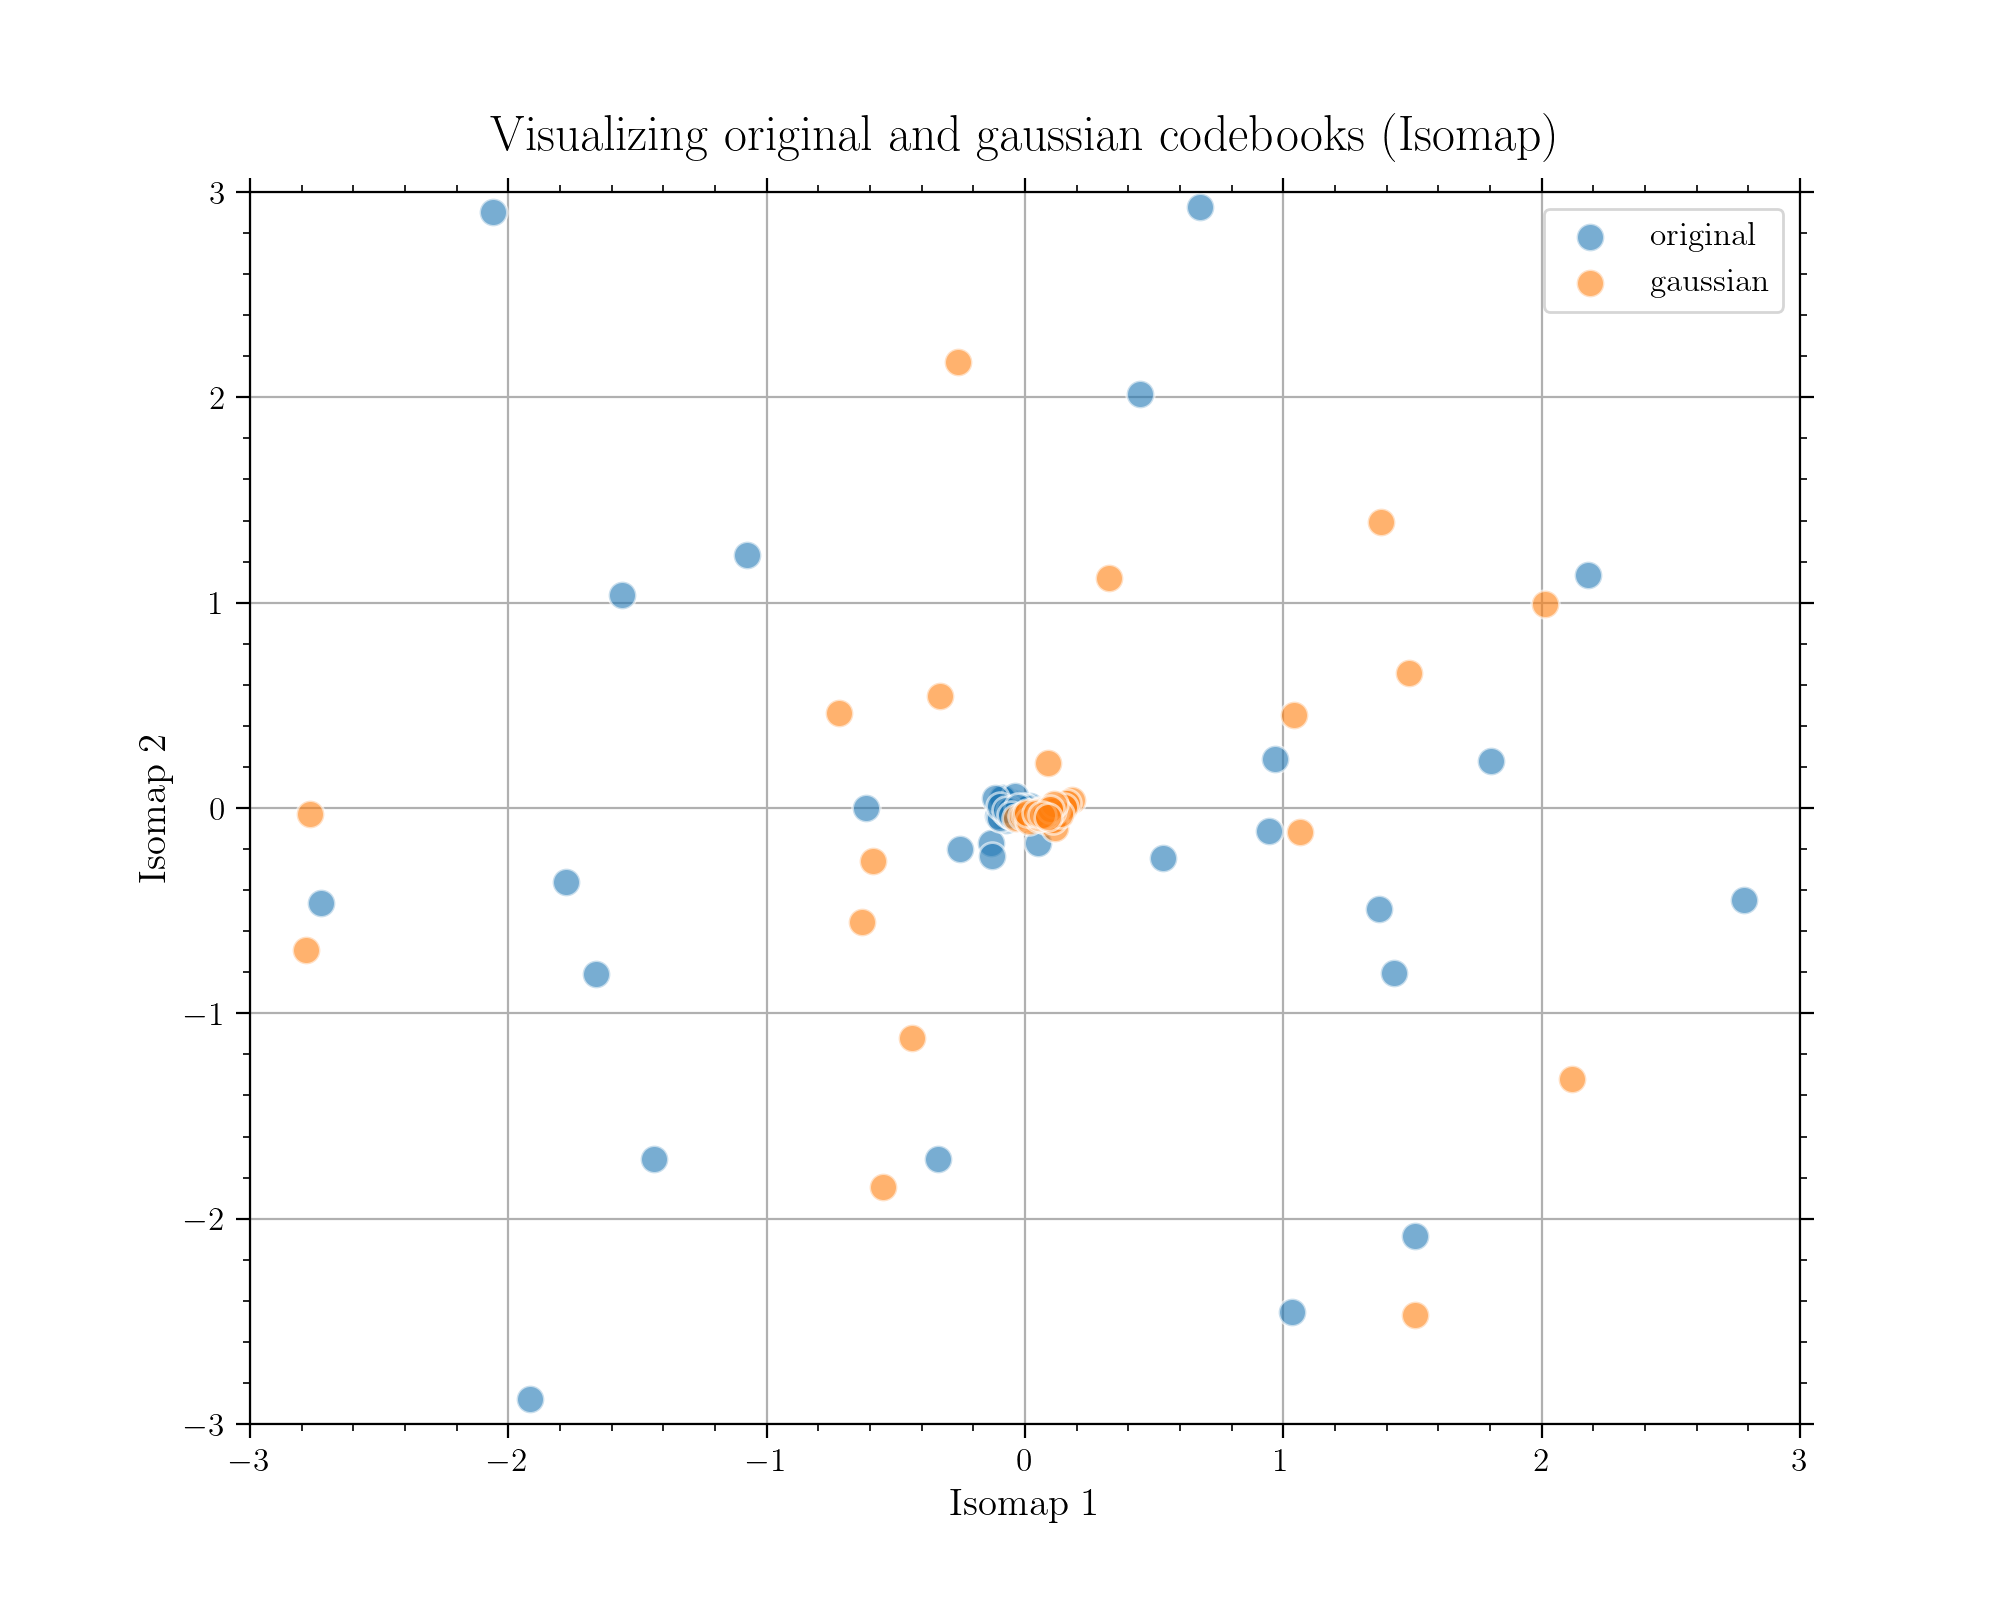 Visualizing original and gaussian codebooks (Isomap)
original
gaussian
3
2
1
0
−1
−2
−3
Isomap 2
−3
−2
−1
0
1
2
3
Isomap 1